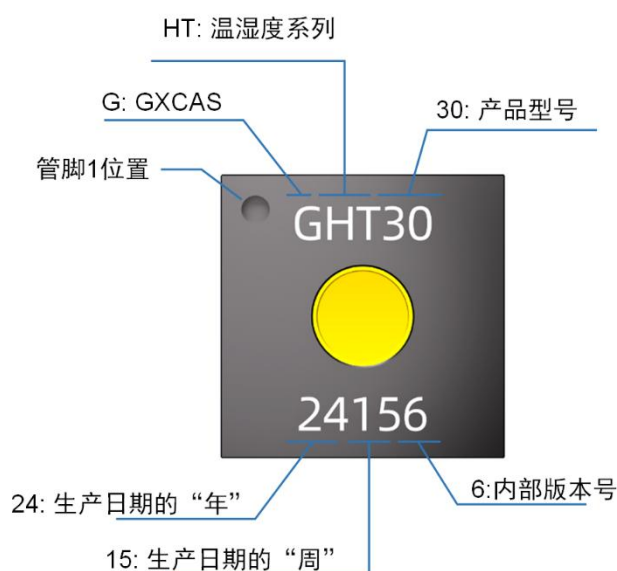 HT: 温湿度系列
G: GXCAS
30: 产品型号
管脚1位置
GHT30
24156
24: 生产日期的“年”
6:内部版本号
15: 生产日期的“周”